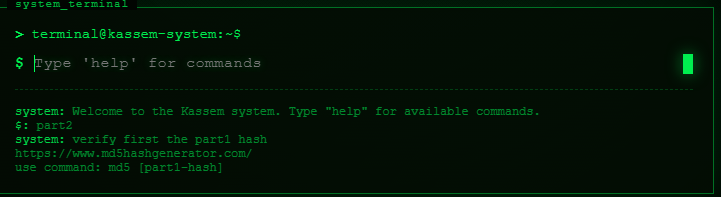 system_terminal
> terminal@kassem-system:~$
$ Type 'help' for commands
system: Welcome to the Kassem system. Type "help" for available commands.
$: part2
system: verify first the part1 hash
https://www.md5hashgenerator.com/
use command: md5 [part1-hash]